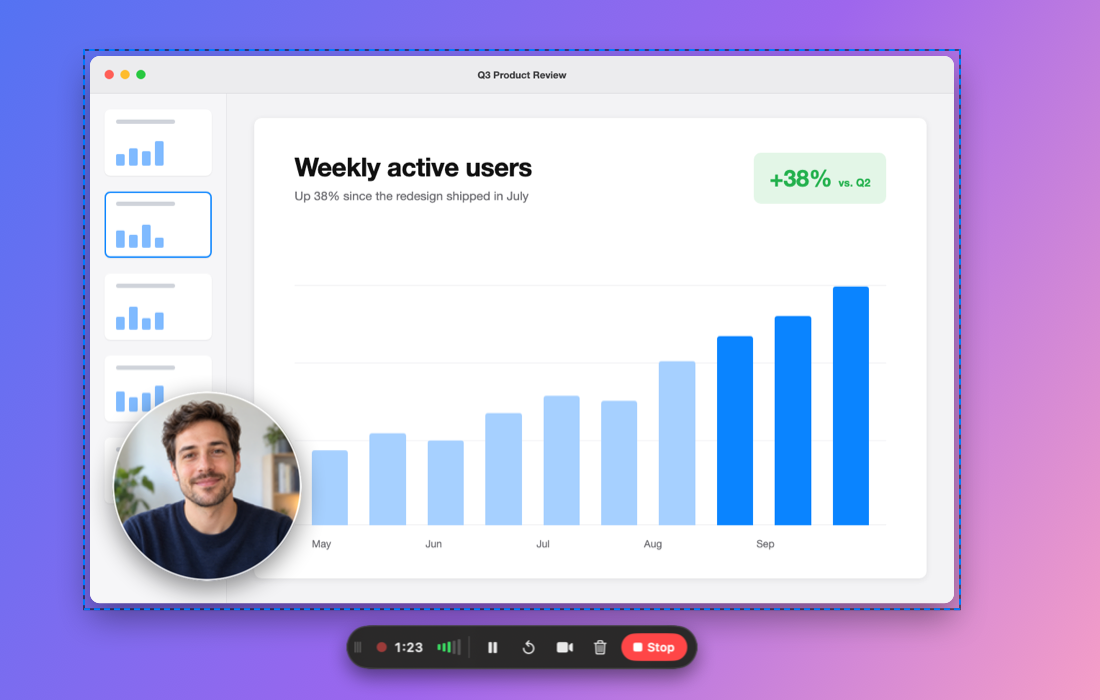 Q3 Product Review
Weekly active users
Up 38% since the redesign shipped in July
+38% vs. Q2
May Jun Jul Aug Sep
1:23
Stop